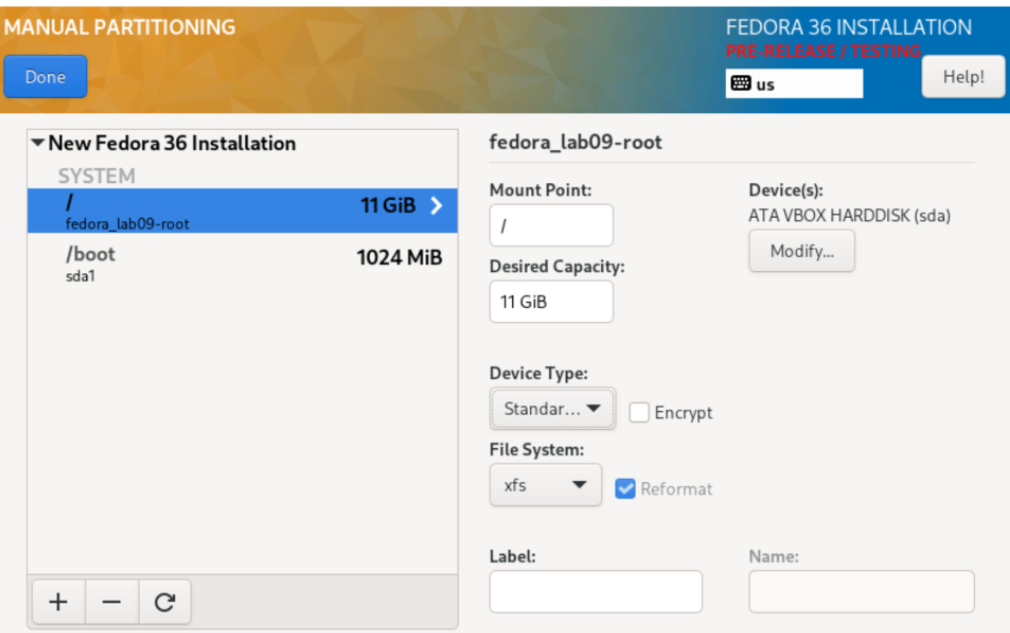 MANUAL PARTITIONING
FEDORA 36 INSTALLATION
PRE-RELEASE / TESTING
Done
us
Help!
New Fedora 36 Installation
SYSTEM
/
11 GiB
fedora_lab09-root
/boot
1024 MiB
sda1
fedora_lab09-root
Mount Point:
Device(s):
/
ATA VBOX HARDDISK (sda)
Modify...
Desired Capacity:
11 GiB
Device Type:
Standar...
Encrypt
File System:
xfs
Reformat
Label:
Name: